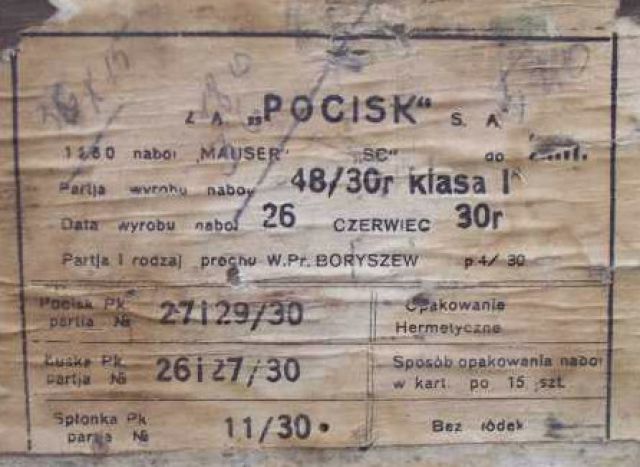 Z. A. „POCISK“ S. A.
1260 naboi „MAUSER“ „SC“ do
Partja wyrobu naboi 48/30r klasa I
Data wyrobu naboi 26 CZERWIEC 30r
Partja i rodzaj prochu W.Pr. BORYSZEW p 4/30
Pocisk Pk.
partja № 27 i 29/30
Opakowanie
Hermetyczne
Łuska Pk.
partja № 26 i 27/30
Sposób opakowania naboi
w kart. po 15 szt.
Spłonka Pk
partja № 11/30
Bez łódek